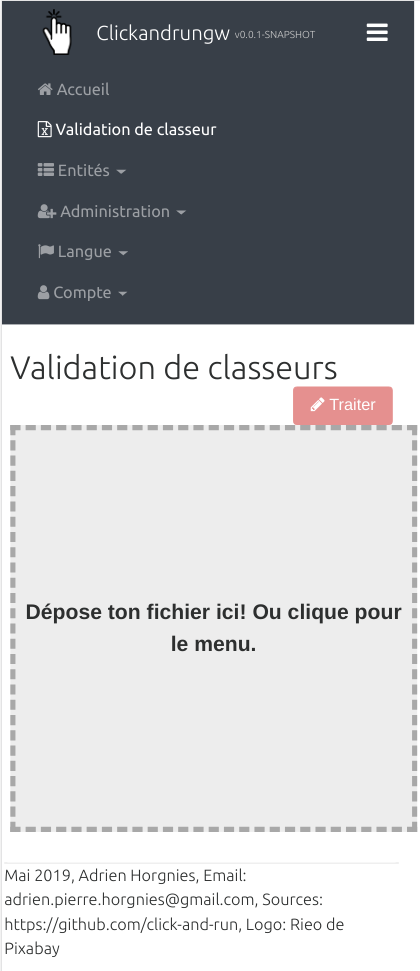 Clickandrungw v0.0.1-SNAPSHOT
Accueil
Validation de classeur
Entités
Administration
Langue
Compte
Validation de classeurs
Traiter
Dépose ton fichier ici! Ou clique pour
le menu.
Mai 2019, Adrien Horgnies, Email:
adrien.pierre.horgnies@gmail.com, Sources:
https://github.com/click-and-run, Logo: Rieo de
Pixabay